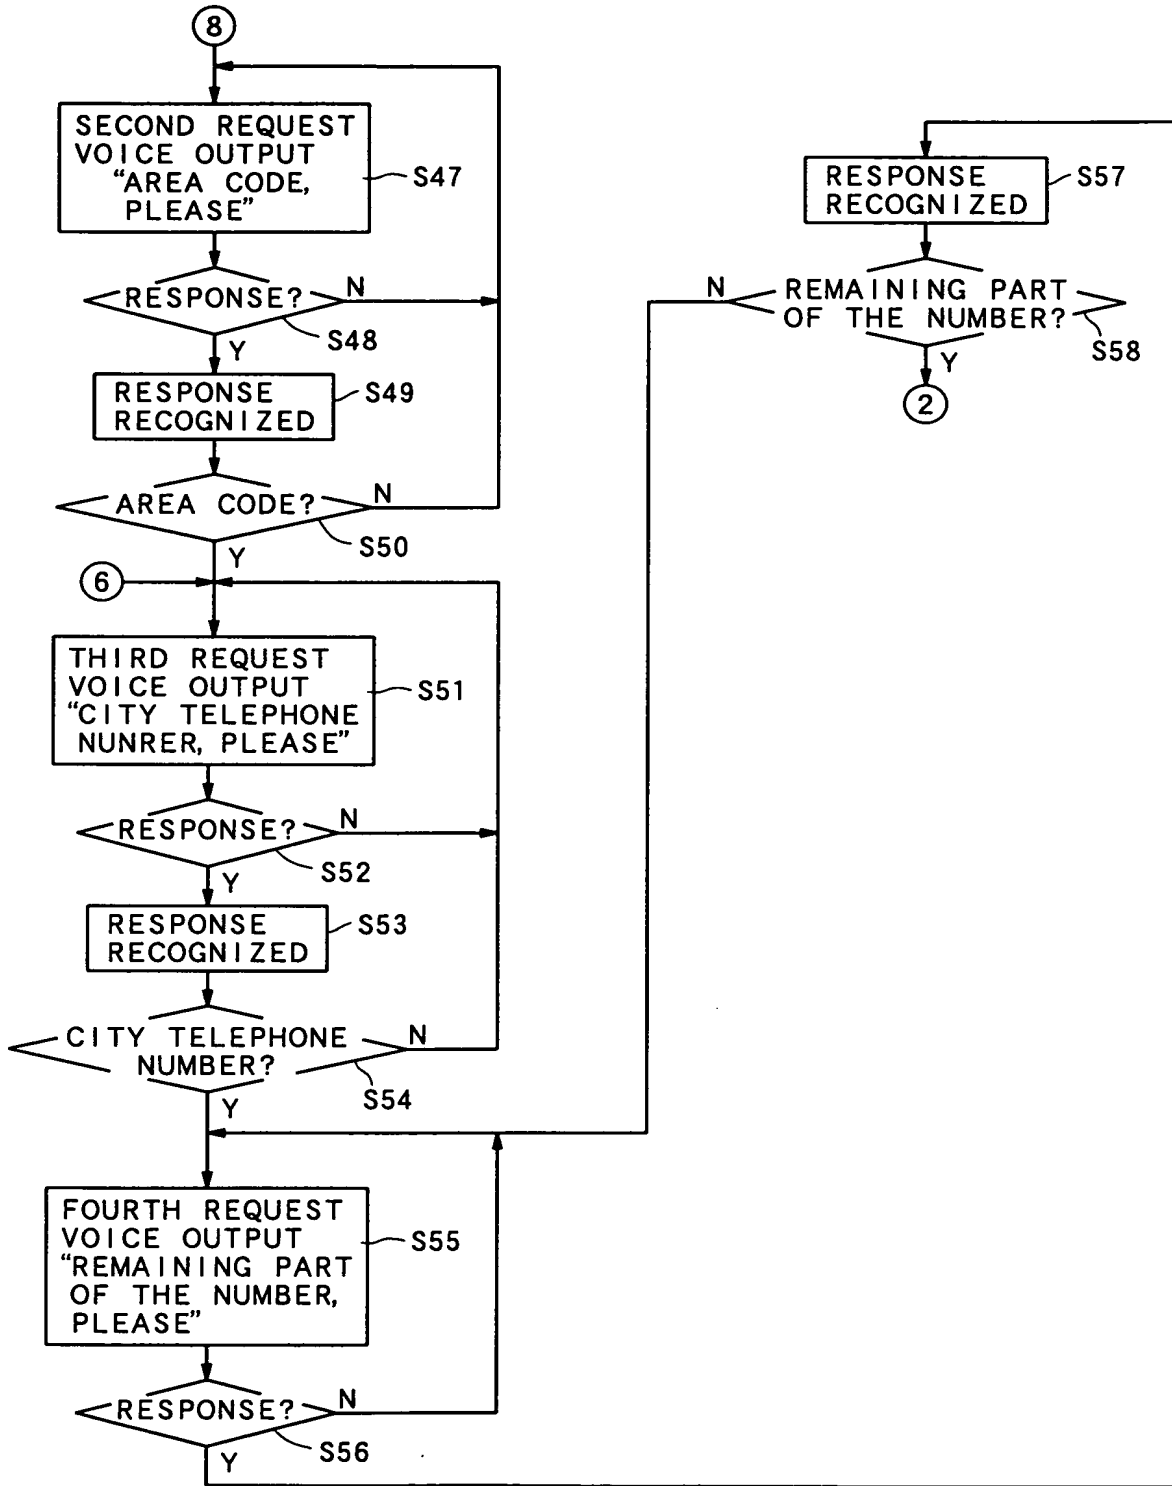 8
SECOND REQUEST
VOICE OUTPUT
"AREA CODE,
PLEASE"
S47
RESPONSE?
N
S48
Y
RESPONSE
RECOGNIZED
S49
AREA CODE?
N
S50
Y
6
THIRD REQUEST
VOICE OUTPUT
"CITY TELEPHONE
NUNRER, PLEASE"
S51
RESPONSE?
N
S52
Y
RESPONSE
RECOGNIZED
S53
CITY TELEPHONE
NUMBER?
N
S54
Y
FOURTH REQUEST
VOICE OUTPUT
"REMAINING PART
OF THE NUMBER,
PLEASE"
S55
RESPONSE?
N
S56
Y
RESPONSE
RECOGNIZED
S57
N
REMAINING PART
OF THE NUMBER?
S58
Y
2